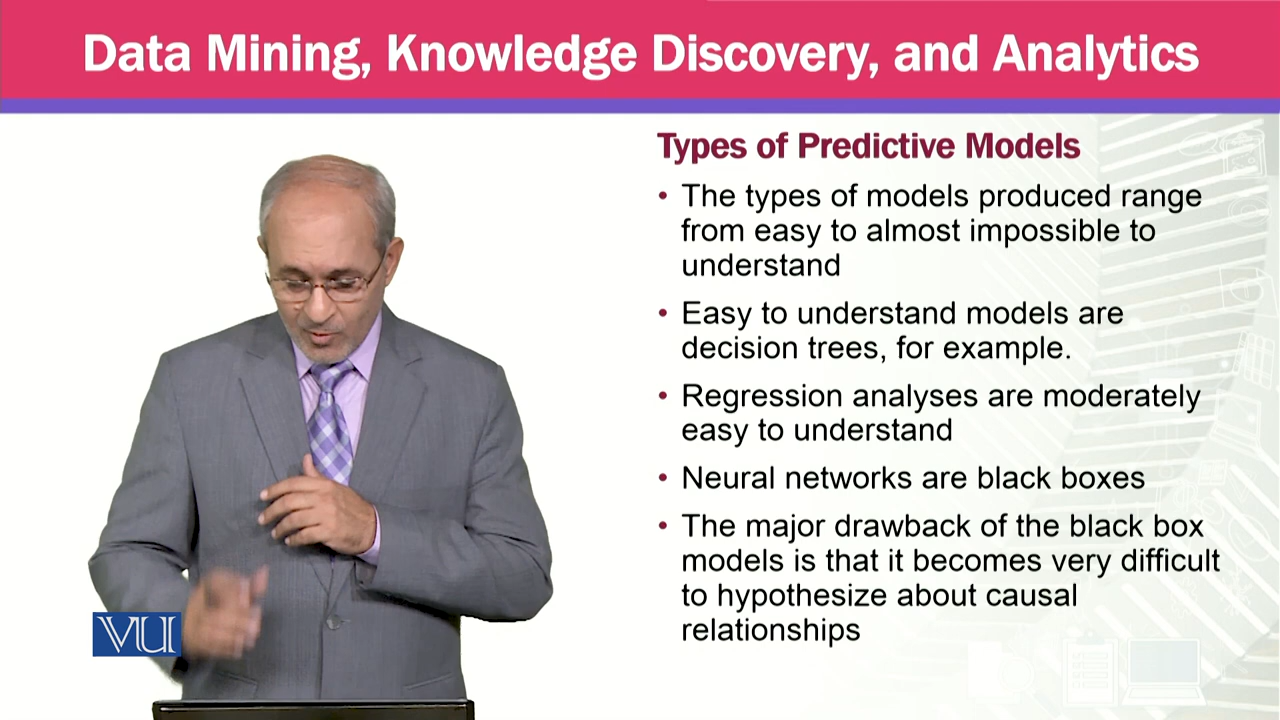 Data Mining, Knowledge Discovery, and Analytics
Types of Predictive Models
• The types of models produced range
from easy to almost impossible to
understand
• Easy to understand models are
decision trees, for example.
• Regression analyses are moderately
easy to understand
• Neural networks are black boxes
• The major drawback of the black box
models is that it becomes very difficult
to hypothesize about causal
relationships
VU